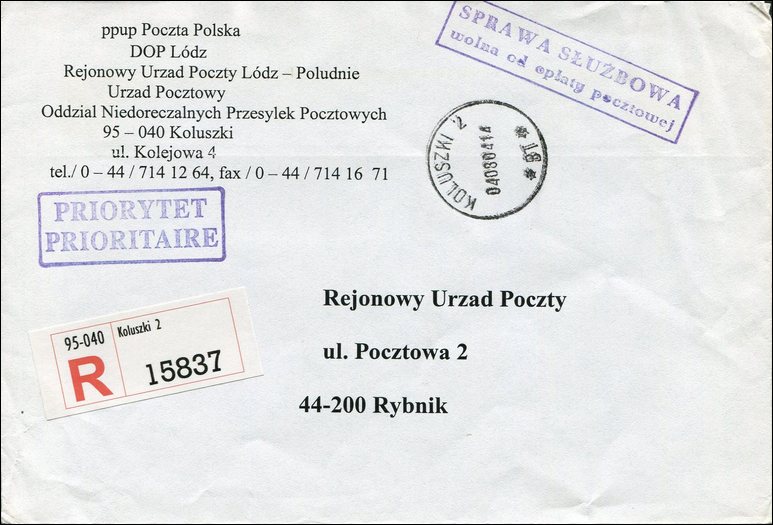 ppup Poczta Polska
DOP Lódz
Rejonowy Urzad Poczty Lódz – Poludnie
Urzad Pocztowy
Oddzial Niedoreczalnych Przesylek Pocztowych
95 – 040 Koluszki
ul. Kolejowa 4
tel./ 0 – 44 / 714 12 64, fax / 0 – 44 / 714 16 71
SPRAWA SŁUŻBOWA
wolna od opłaty pocztowej
KOLUSZKI 2
04080414
* 1β *
PRIORYTET
PRIORITAIRE
Rejonowy Urzad Poczty
ul. Pocztowa 2
44-200 Rybnik
95-040 Koluszki 2
R 15837